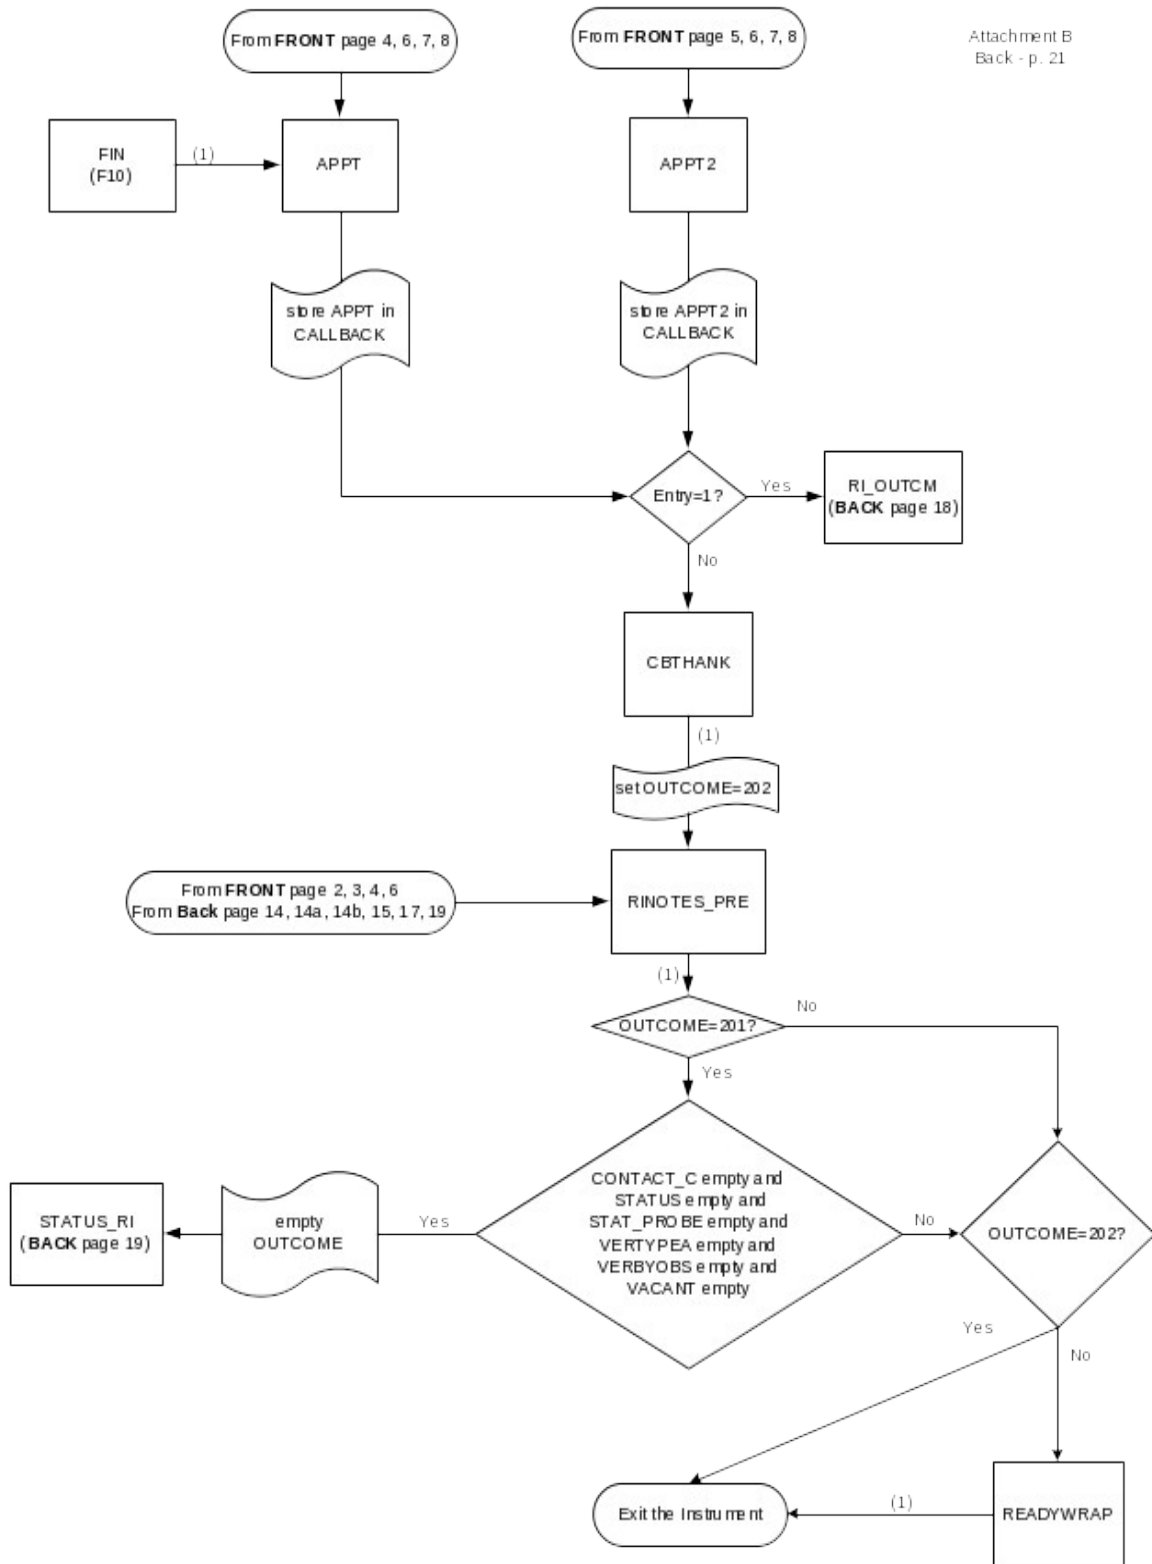 From FRONT page 4, 6, 7, 8
From FRONT page 5, 6, 7, 8
Attachment B
Back - p. 21
FIN
(F10)
(1)
APPT
APPT2
store APPT in
CALLBACK
store APPT2 in
CALLBACK
Entry=1?
Yes
RI_OUTCM
(BACK page 18)
No
CBTHANK
(1)
set OUTCOME=202
From FRONT page 2, 3, 4, 6
From Back page 14, 14a, 14b, 15, 17, 19
RINOTES_PRE
(1)
OUTCOME=201?
No
Yes
CONTACT_C empty and
STATUS empty and
STAT_PROBE empty and
VERTYPEA empty and
VERBYOBS empty and
VACANT empty
Yes
empty
OUTCOME
STATUS_RI
(BACK page 19)
No
OUTCOME=202?
Yes
No
READYWRAP
(1)
Exit the Instrument